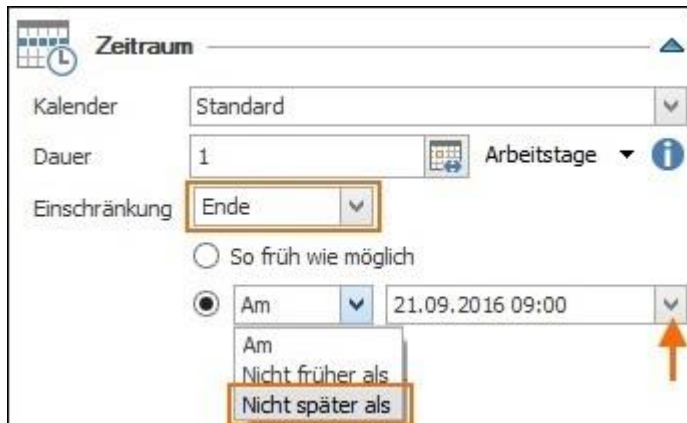 Zeitraum
Kalender Standard
Dauer 1 Arbeitstage
Einschränkung Ende
So früh wie möglich
Am 21.09.2016 09:00
Am
Nicht früher als
Nicht später als